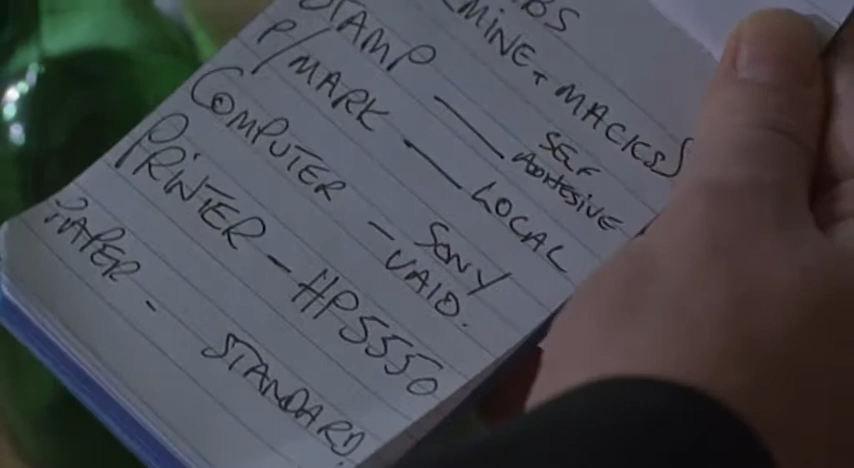 MINE + MACKS)
STAMP — SELF
ADHESIVE
P/MARK — LOCAL
COMPUTER - SONY
VAIO.
PRINTER - HP5550
PAPER - STANDARD.